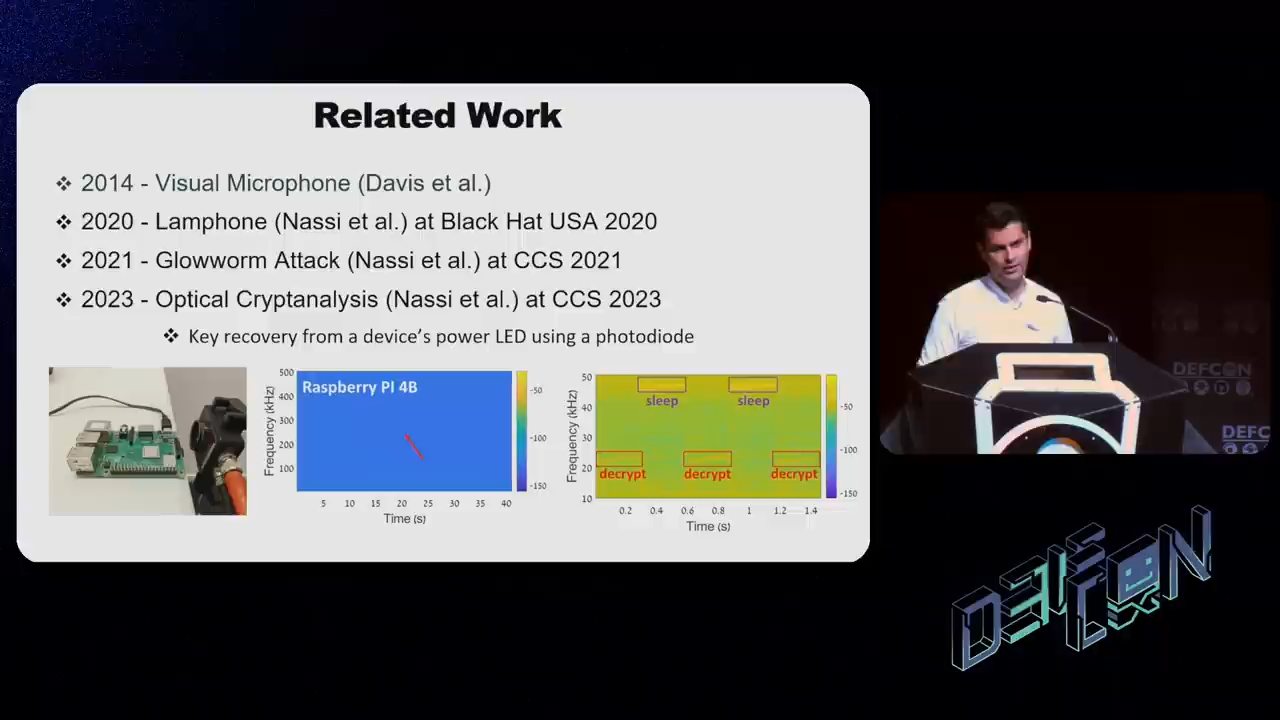 Related Work
❖ 2014 - Visual Microphone (Davis et al.)
❖ 2020 - Lamphone (Nassi et al.) at Black Hat USA 2020
❖ 2021 - Glowworm Attack (Nassi et al.) at CCS 2021
❖ 2023 - Optical Cryptanalysis (Nassi et al.) at CCS 2023
❖ Key recovery from a device's power LED using a photodiode
Raspberry PI 4B
Frequency (kHz)
500
400
300
200
100
5 10 15 20 25 30 35 40
Time (s)
-50
-100
-150
Frequency (kHz)
50
40
30
20
10
sleep sleep
decrypt decrypt decrypt
0.2 0.4 0.6 0.8 1 1.2 1.4
Time (s)
-50
-100
-150
DEFCON
DEFC
DEFCON